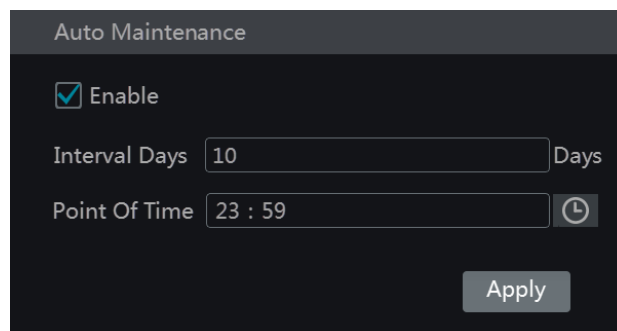 Auto Maintenance
Enable
Interval Days 10 Days
Point Of Time 23 : 59
Apply